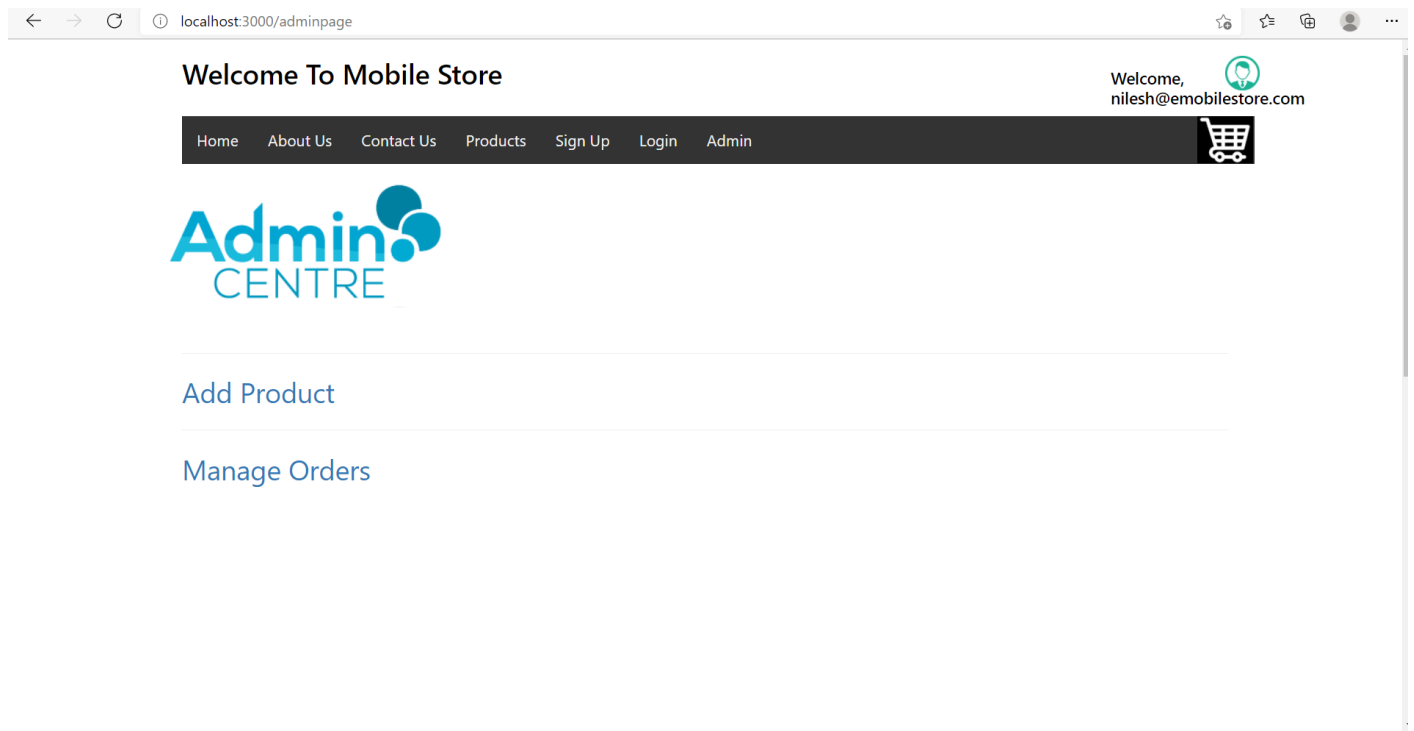 localhost:3000/adminpage
Welcome To Mobile Store
Welcome,
nilesh@emobilestore.com
Home About Us Contact Us Products Sign Up Login Admin
Admin
CENTRE
Add Product
Manage Orders